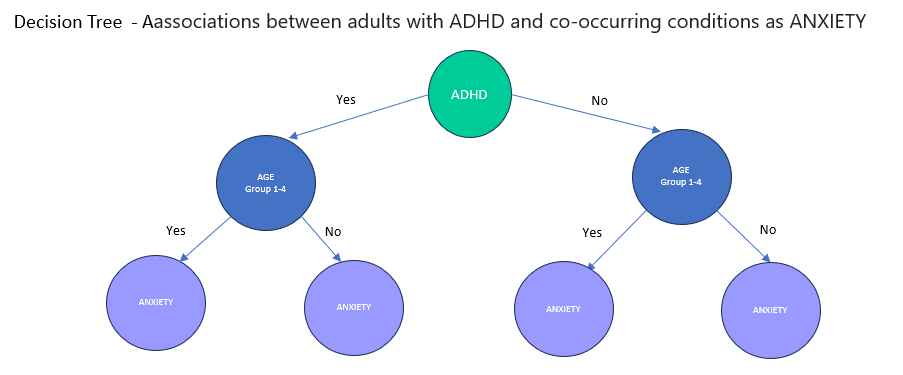 Decision Tree - Aassociations between adults with ADHD and co-occurring conditions as ANXIETY
ADHD
Yes
No
AGE
Group 1-4
AGE
Group 1-4
Yes
No
Yes
No
ANXIETY
ANXIETY
ANXIETY
ANXIETY